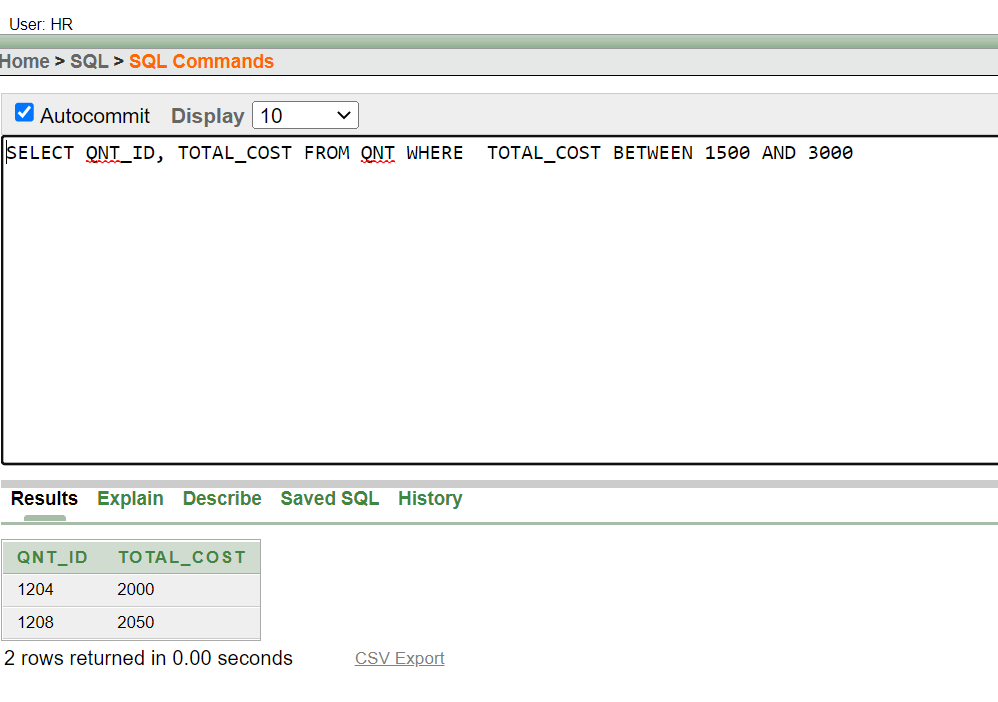 User: HR
Home > SQL > SQL Commands
Autocommit Display 10
SELECT QNT_ID, TOTAL_COST FROM QNT WHERE  TOTAL_COST BETWEEN 1500 AND 3000
Results Explain Describe Saved SQL History
QNT_ID TOTAL_COST
1204 2000
1208 2050
2 rows returned in 0.00 seconds CSV Export